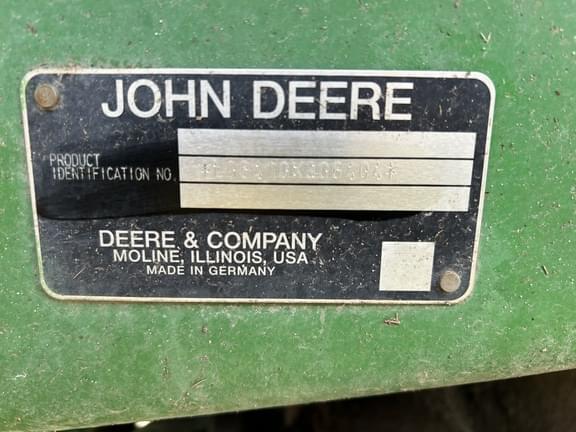 JOHN DEERE
PRODUCT
IDENTIFICATION NO.
DEERE & COMPANY
MOLINE, ILLINOIS, USA
MADE IN GERMANY